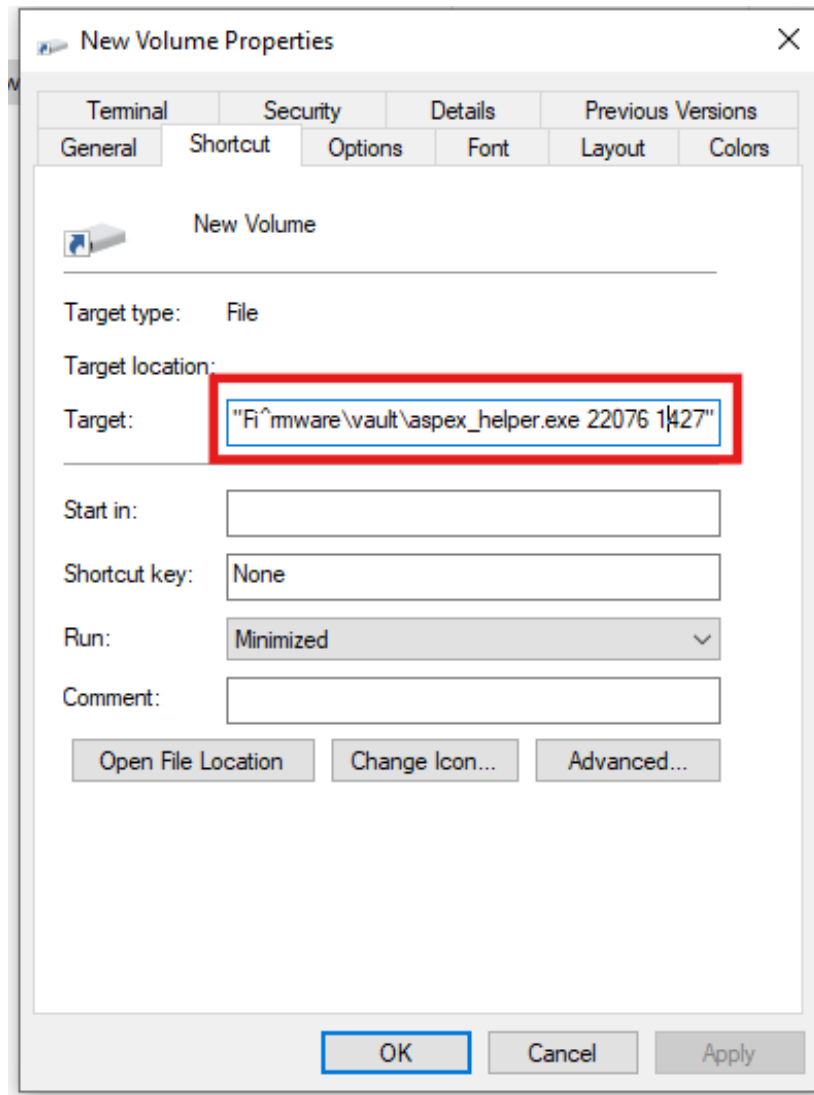 New Volume Properties
Terminal Security Details Previous Versions
General Shortcut Options Font Layout Colors
New Volume
Target type: File
Target location:
Target: "Fi^rmware\vault\aspex_helper.exe 22076 1427"
Start in:
Shortcut key: None
Run: Minimized
Comment:
Open File Location Change Icon... Advanced...
OK Cancel Apply